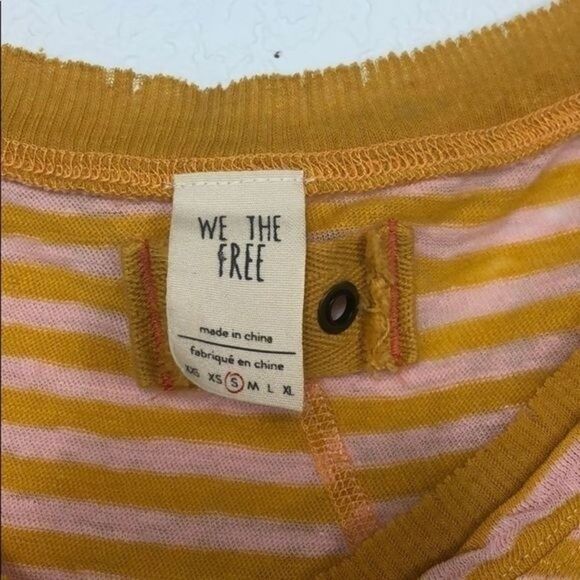 WE THE
FREE
made in china
fabriqué en chine
XXS XS S M L XL